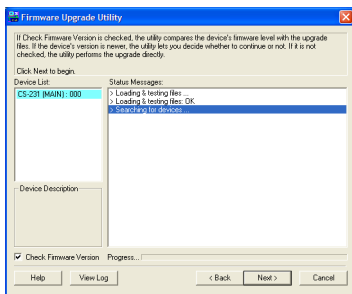 Firmware Upgrade Utility
If Check Firmware Version is checked, the utility compares the device's firmware level with the upgrade
files. If the device's version is newer, the utility lets you decide whether to continue or not. If it is not
checked, the utility performs the upgrade directly.
Click Next to begin.
Device List:
Status Messages:
CS-231 (MAIN) : 000
> Loading & testing files ...
> Loading & testing files: OK
> Searching for devices ...
Device Description
Check Firmware Version
Progress...
Help
View Log
< Back
Next >
Cancel